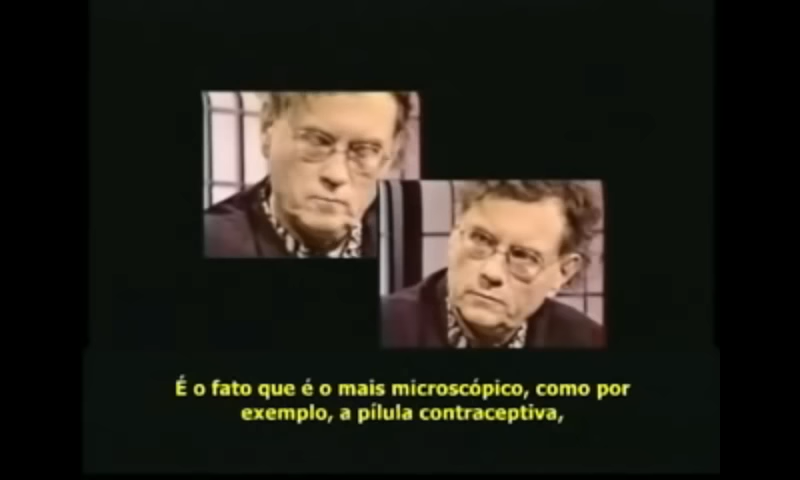 É o fato que é o mais microscópico, como por
exemplo, a pílula contraceptiva,